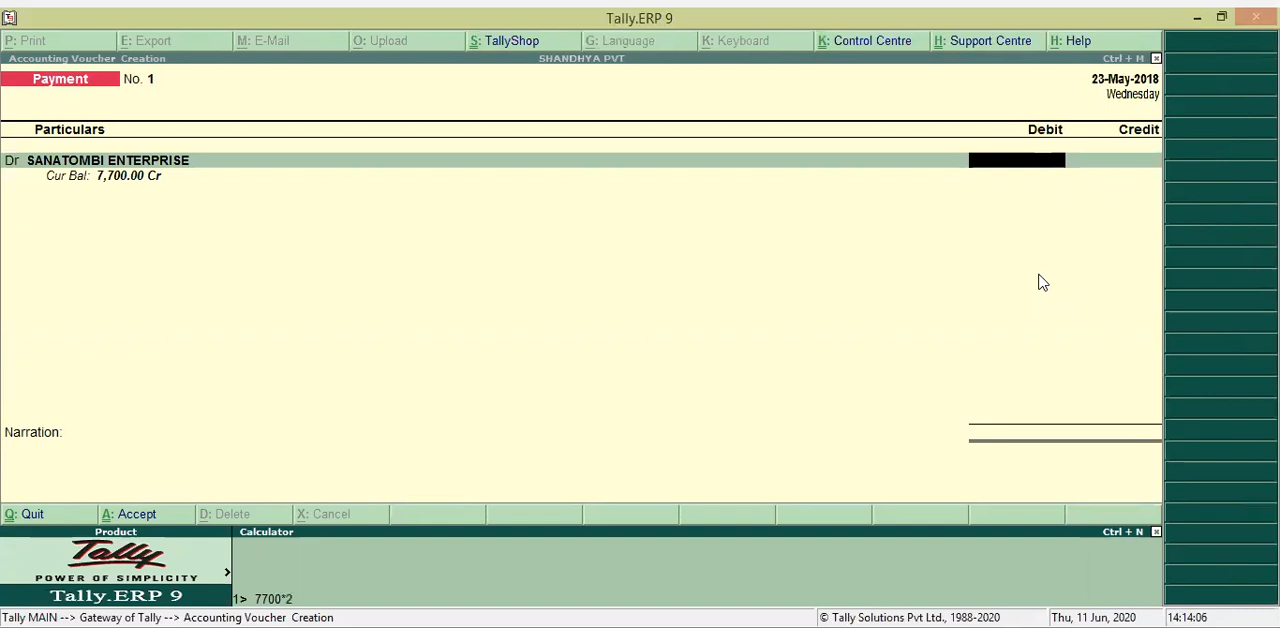 Tally.ERP 9
P: Print E: Export M: E-Mail O: Upload S: TallyShop G: Language K: Keyboard K: Control Centre H: Support Centre H: Help
Accounting Voucher Creation SHANDHYA PVT Ctrl + M
Payment No. 1 23-May-2018
Wednesday
Particulars Debit Credit
Dr SANATOMBI ENTERPRISE
Cur Bal: 7,700.00 Cr
Narration:
Q: Quit A: Accept D: Delete X: Cancel
Product Calculator Ctrl + N
Tally
POWER OF SIMPLICITY
Tally.ERP 9
1> 7700*2
Tally MAIN --> Gateway of Tally --> Accounting Voucher Creation © Tally Solutions Pvt Ltd., 1988-2020 Thu, 11 Jun, 2020 14:14:06